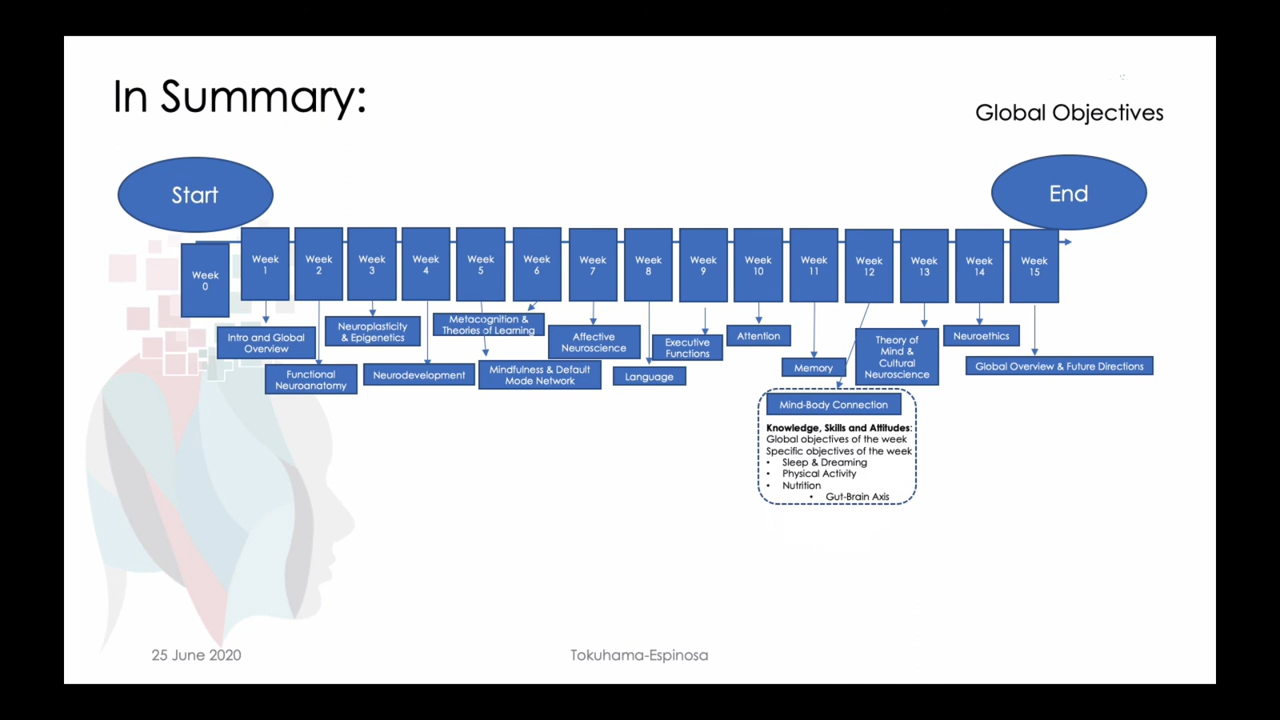 In Summary:
Global Objectives
Start
End
Week
0
Week
1
Week
2
Week
3
Week
4
Week
5
Week
6
Week
7
Week
8
Week
9
Week
10
Week
11
Week
12
Week
13
Week
14
Week
15
Intro and Global
Overview
Functional
Neuroanatomy
Neuroplasticity
& Epigenetics
Neurodevelopment
Metacognition &
Theories of Learning
Mindfulness & Default
Mode Network
Affective
Neuroscience
Language
Executive
Functions
Attention
Memory
Mind-Body Connection
Knowledge, Skills and Attitudes:
Global objectives of the week
Specific objectives of the week
• Sleep & Dreaming
• Physical Activity
• Nutrition
• Gut-Brain Axis
Theory of
Mind &
Cultural
Neuroscience
Neuroethics
Global Overview & Future Directions
25 June 2020
Tokuhama-Espinosa